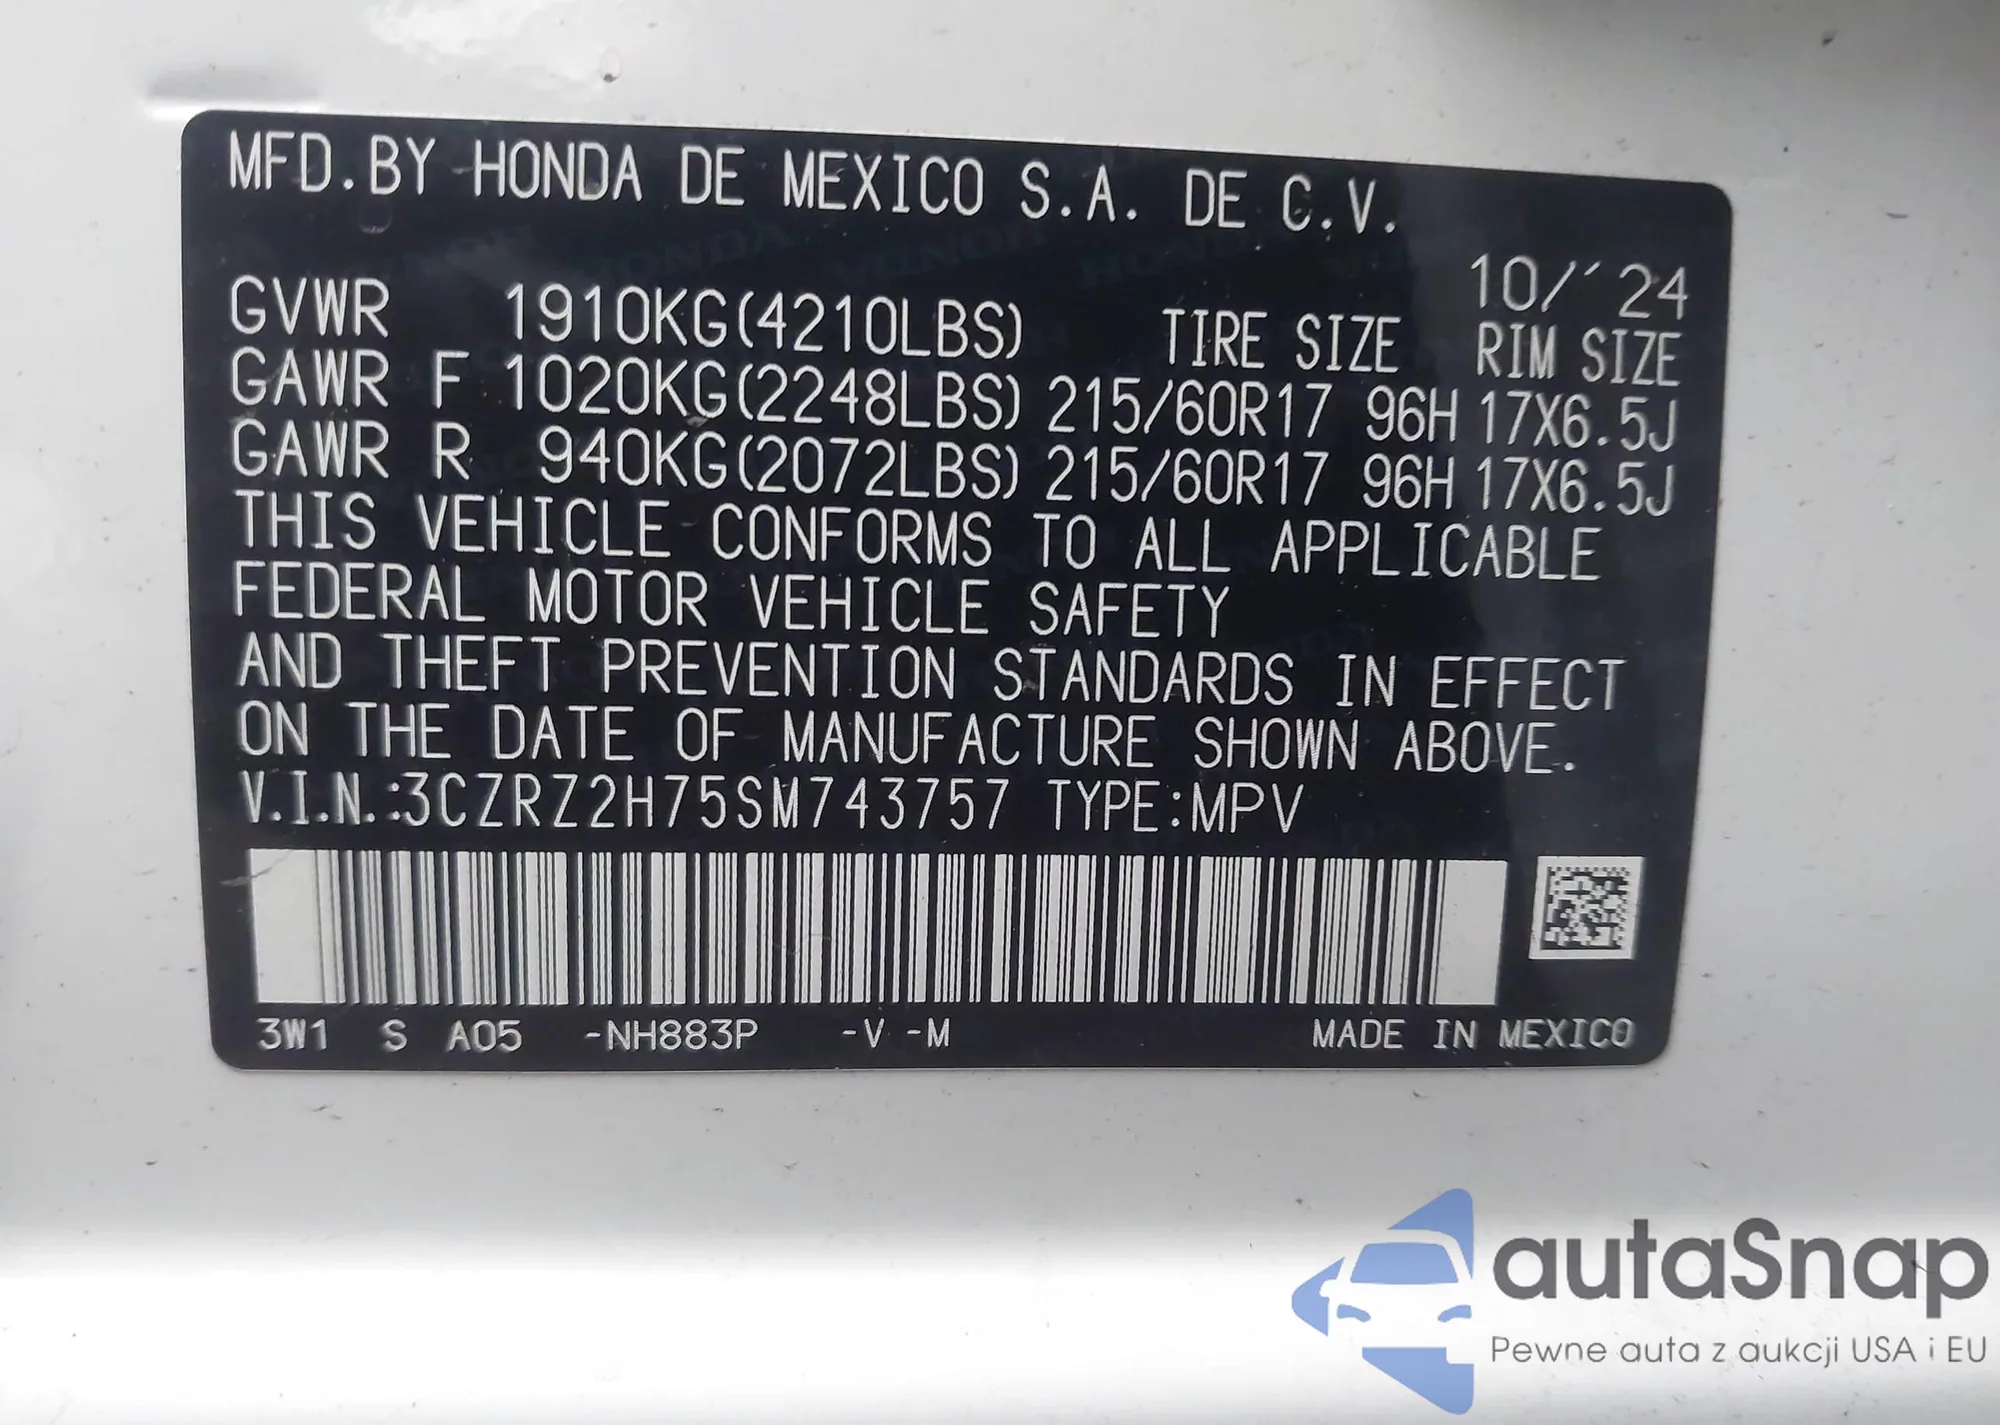 MFD.BY HONDA DE MEXICO S.A. DE C.V.
10/´24
GVWR 1910KG(4210LBS) TIRE SIZE RIM SIZE
GAWR F 1020KG(2248LBS) 215/60R17 96H 17X6.5J
GAWR R 940KG(2072LBS) 215/60R17 96H 17X6.5J
THIS VEHICLE CONFORMS TO ALL APPLICABLE
FEDERAL MOTOR VEHICLE SAFETY
AND THEFT PREVENTION STANDARDS IN EFFECT
ON THE DATE OF MANUFACTURE SHOWN ABOVE.
V.I.N.:3CZRZ2H75SM743757 TYPE:MPV
3W1 S A05 -NH883P -V -M MADE IN MEXICO
autaSnap
Pewne auta z aukcji USA i EU